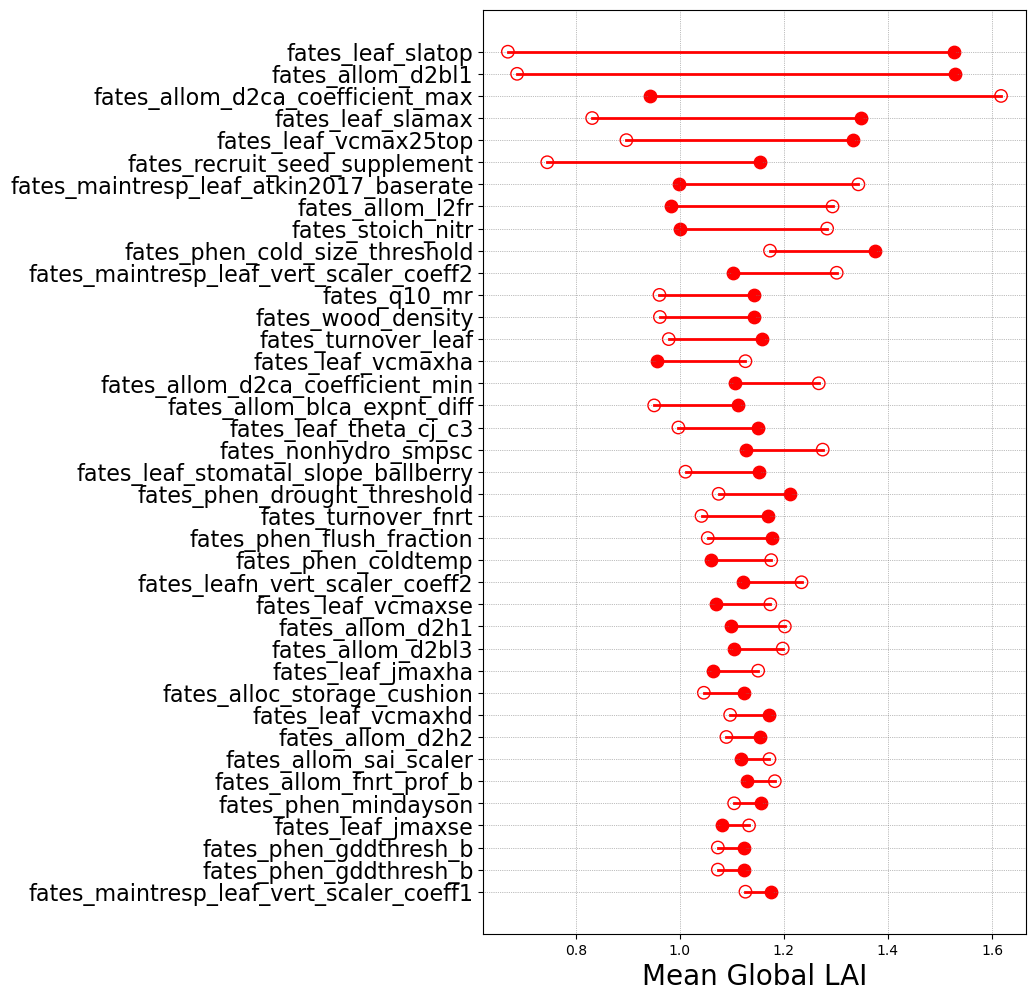 fates_leaf_slatop
fates_allom_d2bl1
fates_allom_d2ca_coefficient_max
fates_leaf_slamax
fates_leaf_vcmax25top
fates_recruit_seed_supplement
fates_maintresp_leaf_atkin2017_baserate
fates_allom_l2fr
fates_stoich_nitr
fates_phen_cold_size_threshold
fates_maintresp_leaf_vert_scaler_coeff2
fates_q10_mr
fates_wood_density
fates_turnover_leaf
fates_leaf_vcmaxha
fates_allom_d2ca_coefficient_min
fates_allom_blca_expnt_diff
fates_leaf_theta_cj_c3
fates_nonhydro_smpsc
fates_leaf_stomatal_slope_ballberry
fates_phen_drought_threshold
fates_turnover_fnrt
fates_phen_flush_fraction
fates_phen_coldtemp
fates_leafn_vert_scaler_coeff2
fates_leaf_vcmaxse
fates_allom_d2h1
fates_allom_d2bl3
fates_leaf_jmaxha
fates_alloc_storage_cushion
fates_leaf_vcmaxhd
fates_allom_d2h2
fates_allom_sai_scaler
fates_allom_fnrt_prof_b
fates_phen_mindayson
fates_leaf_jmaxse
fates_phen_gddthresh_b
fates_phen_gddthresh_b
fates_maintresp_leaf_vert_scaler_coeff1
0.8 1.0 1.2 1.4 1.6
Mean Global LAI